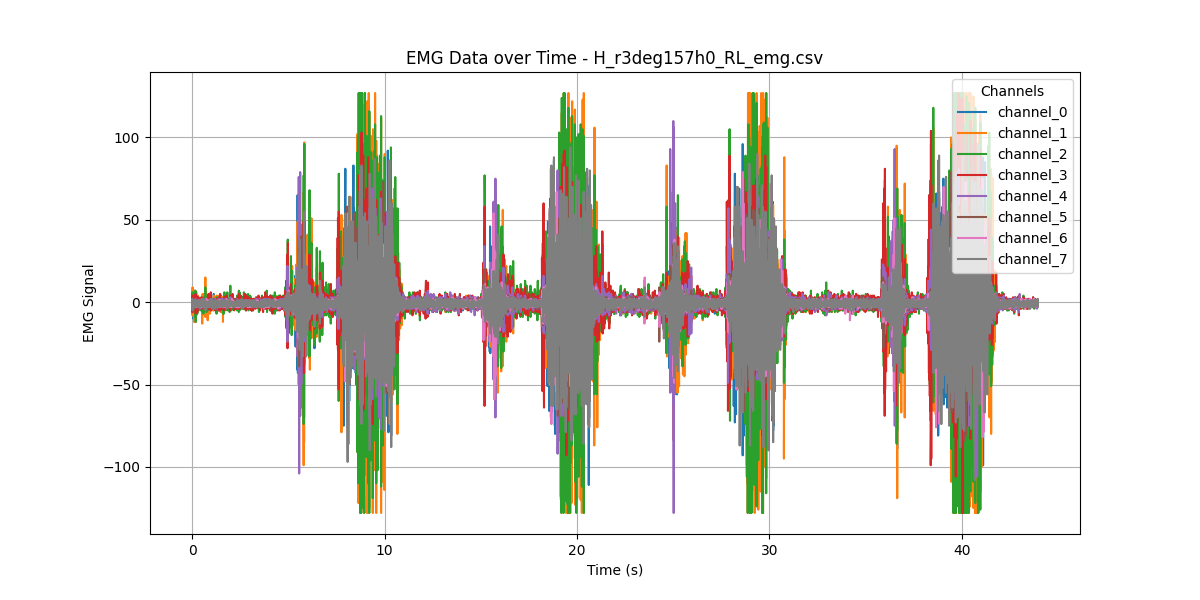 EMG Data over Time - H_r3deg157h0_RL_emg.csv
Channels
channel_0
channel_1
channel_2
channel_3
channel_4
channel_5
channel_6
channel_7
EMG Signal
100
50
0
−50
−100
0 10 20 30 40
Time (s)